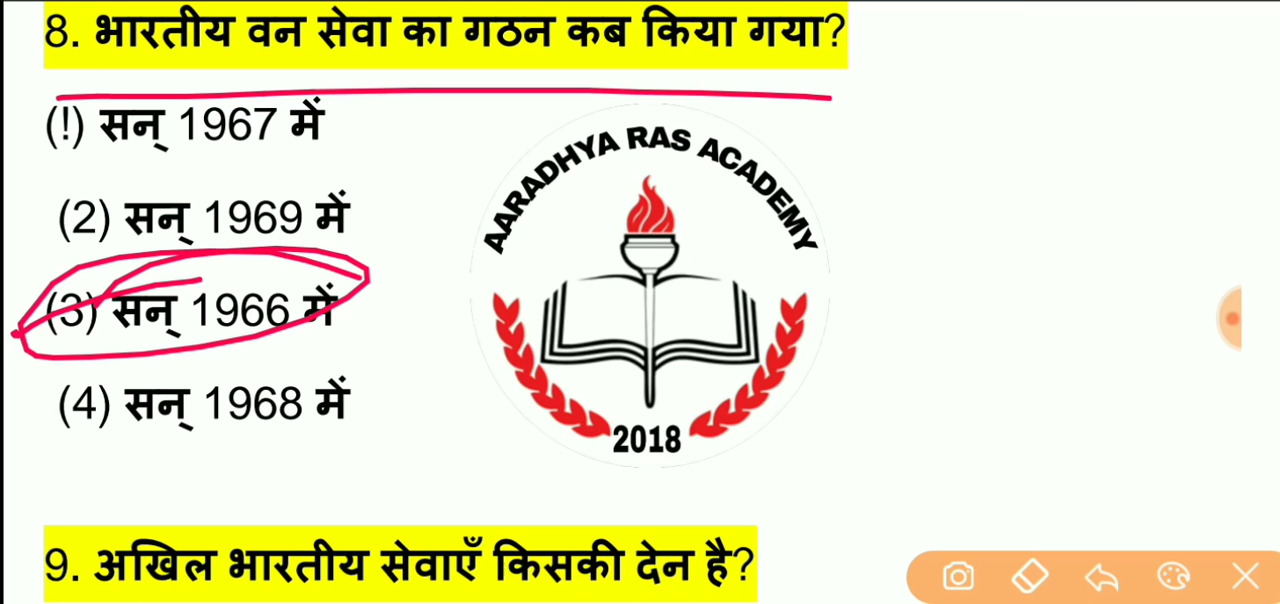 8. भारतीय वन सेवा का गठन कब किया गया?
(!) सन् 1967 में
(2) सन् 1969 में
(3) सन् 1966 में
(4) सन् 1968 में
AARADHYA RAS ACADEMY
2018
9. अखिल भारतीय सेवाएँ किसकी देन है?